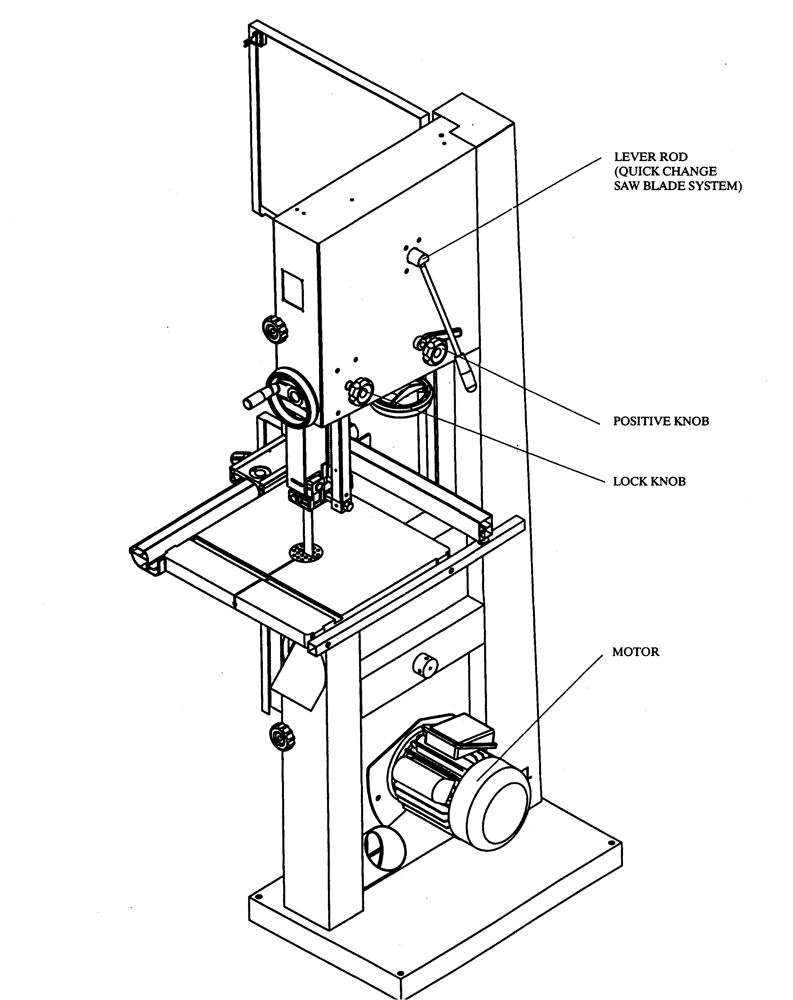 LEVER ROD
(QUICK CHANGE
SAW BLADE SYSTEM)
POSITIVE KNOB
LOCK KNOB
MOTOR